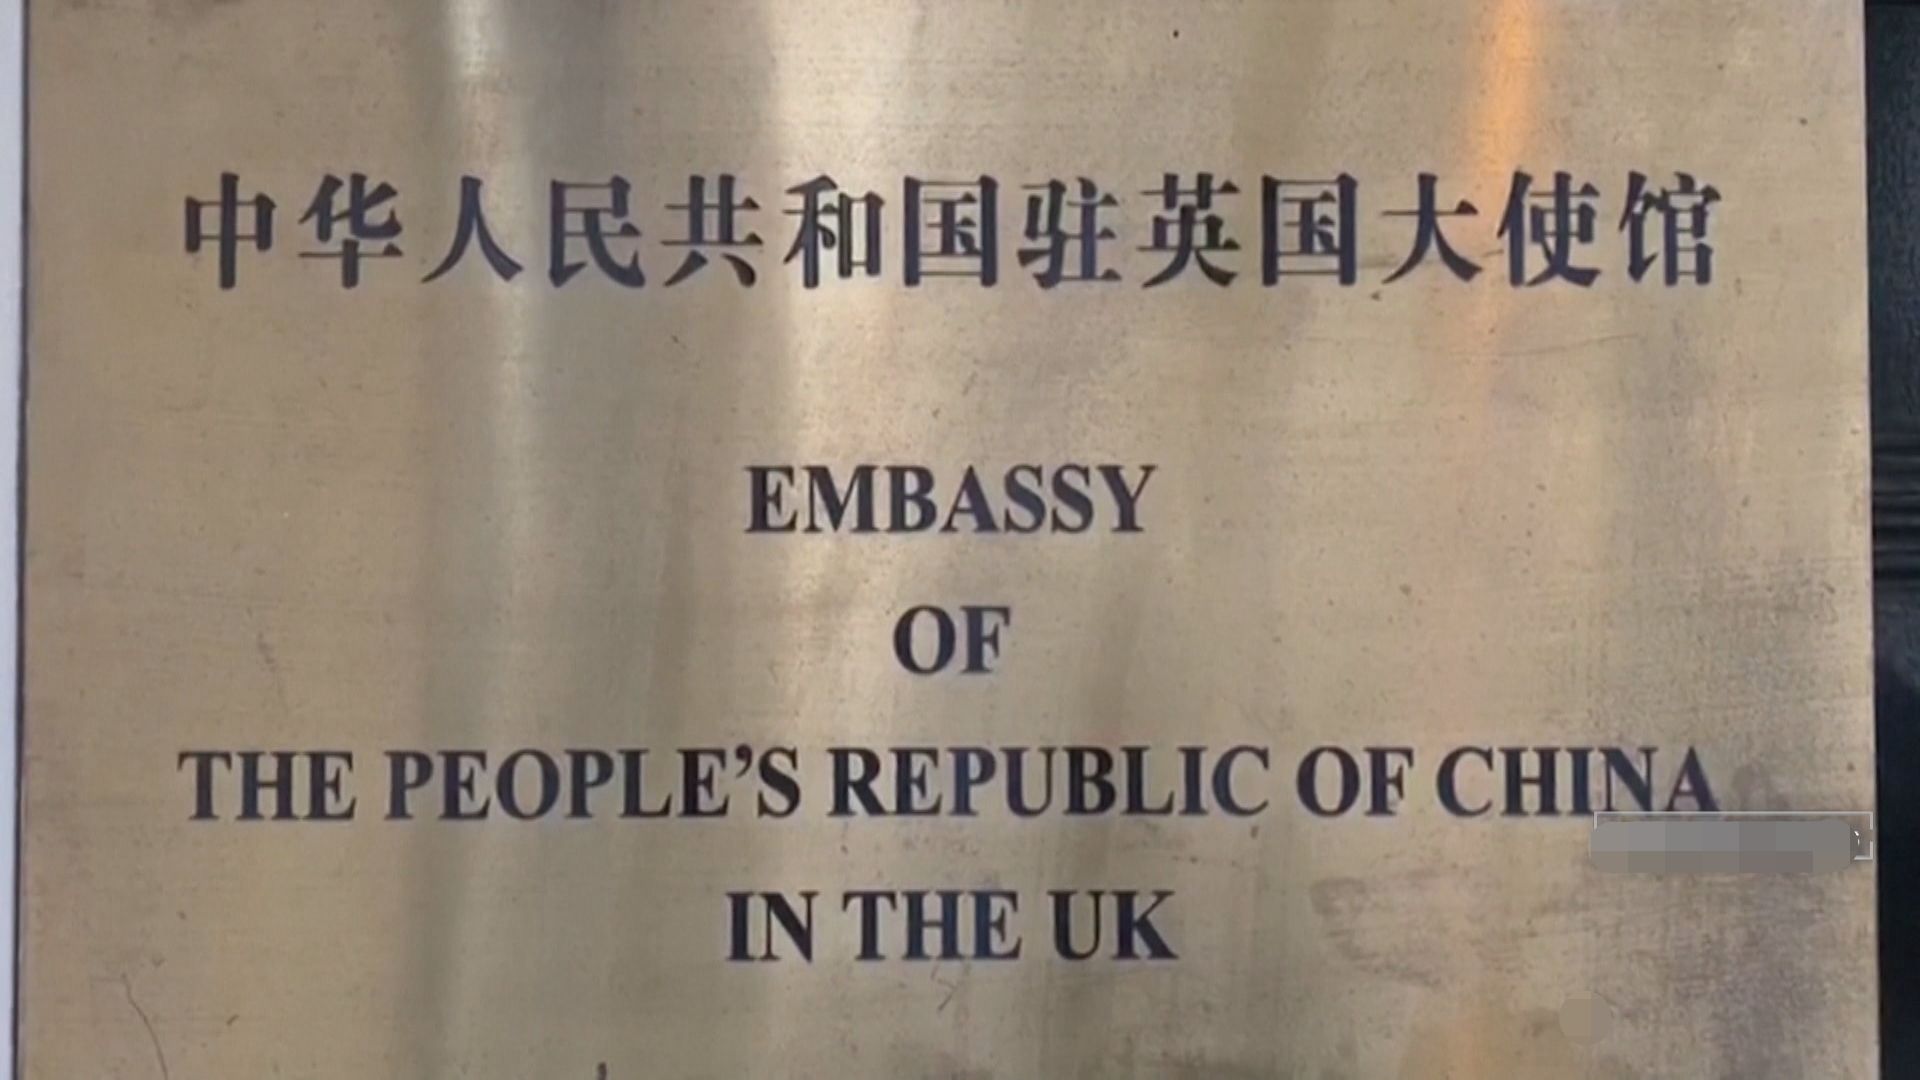 中华人民共和国驻英国大使馆
EMBASSY
OF
THE PEOPLE’S REPUBLIC OF CHINA
IN THE UK